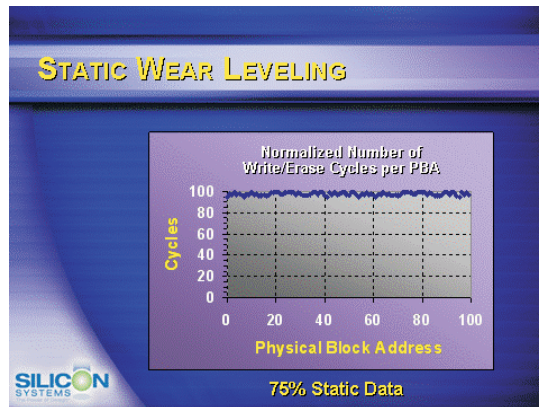 STATIC WEAR LEVELING
Normalized Number of
Write/Erase Cycles per PBA
100
80
60
40
20
0
Cycles
0 20 40 60 80 100
Physical Block Address
75% Static Data
SILICON
SYSTEMS